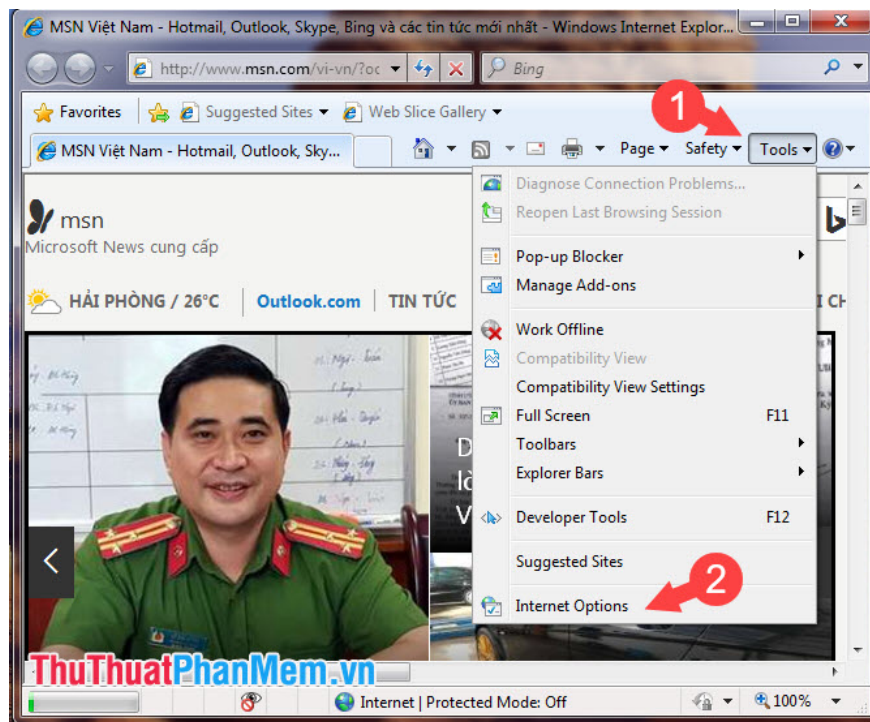 MSN Việt Nam - Hotmail, Outlook, Skype, Bing và các tin tức mới nhất - Windows Internet Explor...
http://www.msn.com/vi-vn/?oc
Bing
Favorites
Suggested Sites
Web Slice Gallery
1
MSN Việt Nam - Hotmail, Outlook, Sky...
Page
Safety
Tools
Diagnose Connection Problems...
Reopen Last Browsing Session
Pop-up Blocker
Manage Add-ons
Work Offline
Compatibility View
Compatibility View Settings
Full Screen F11
Toolbars
Explorer Bars
Developer Tools F12
Suggested Sites
2
Internet Options
msn
Microsoft News cung cấp
HẢI PHÒNG / 26°C
Outlook.com
TIN TỨC
ThuThuatPhanMem.vn
Internet | Protected Mode: Off
100%